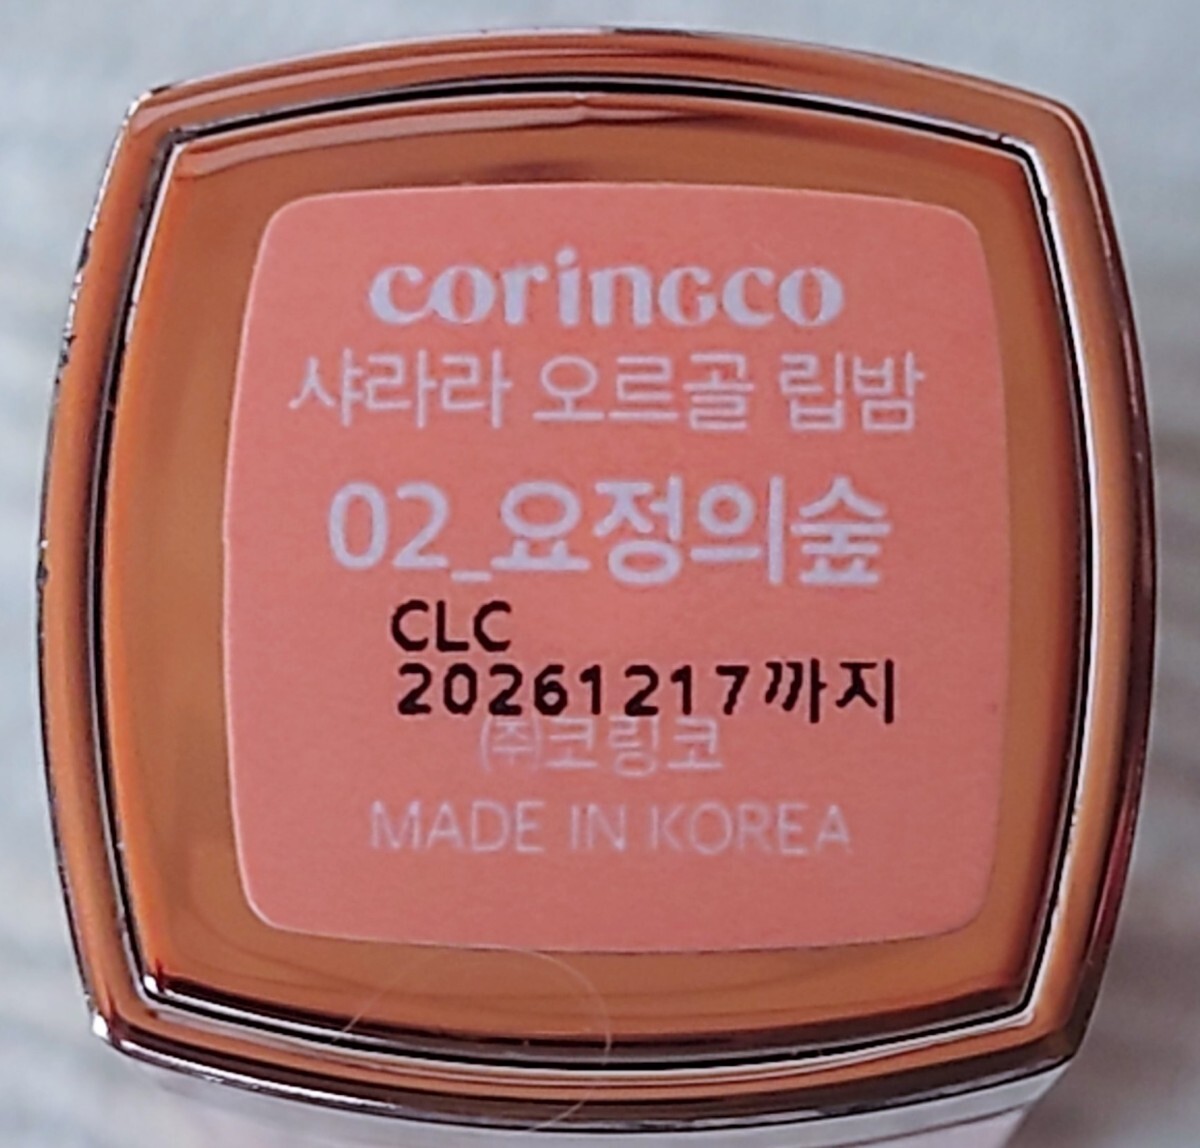 coringco
샤라라 오르골 립밤
02_요정의숲
CLC
20261217까지
㈜코링코
MADE IN KOREA